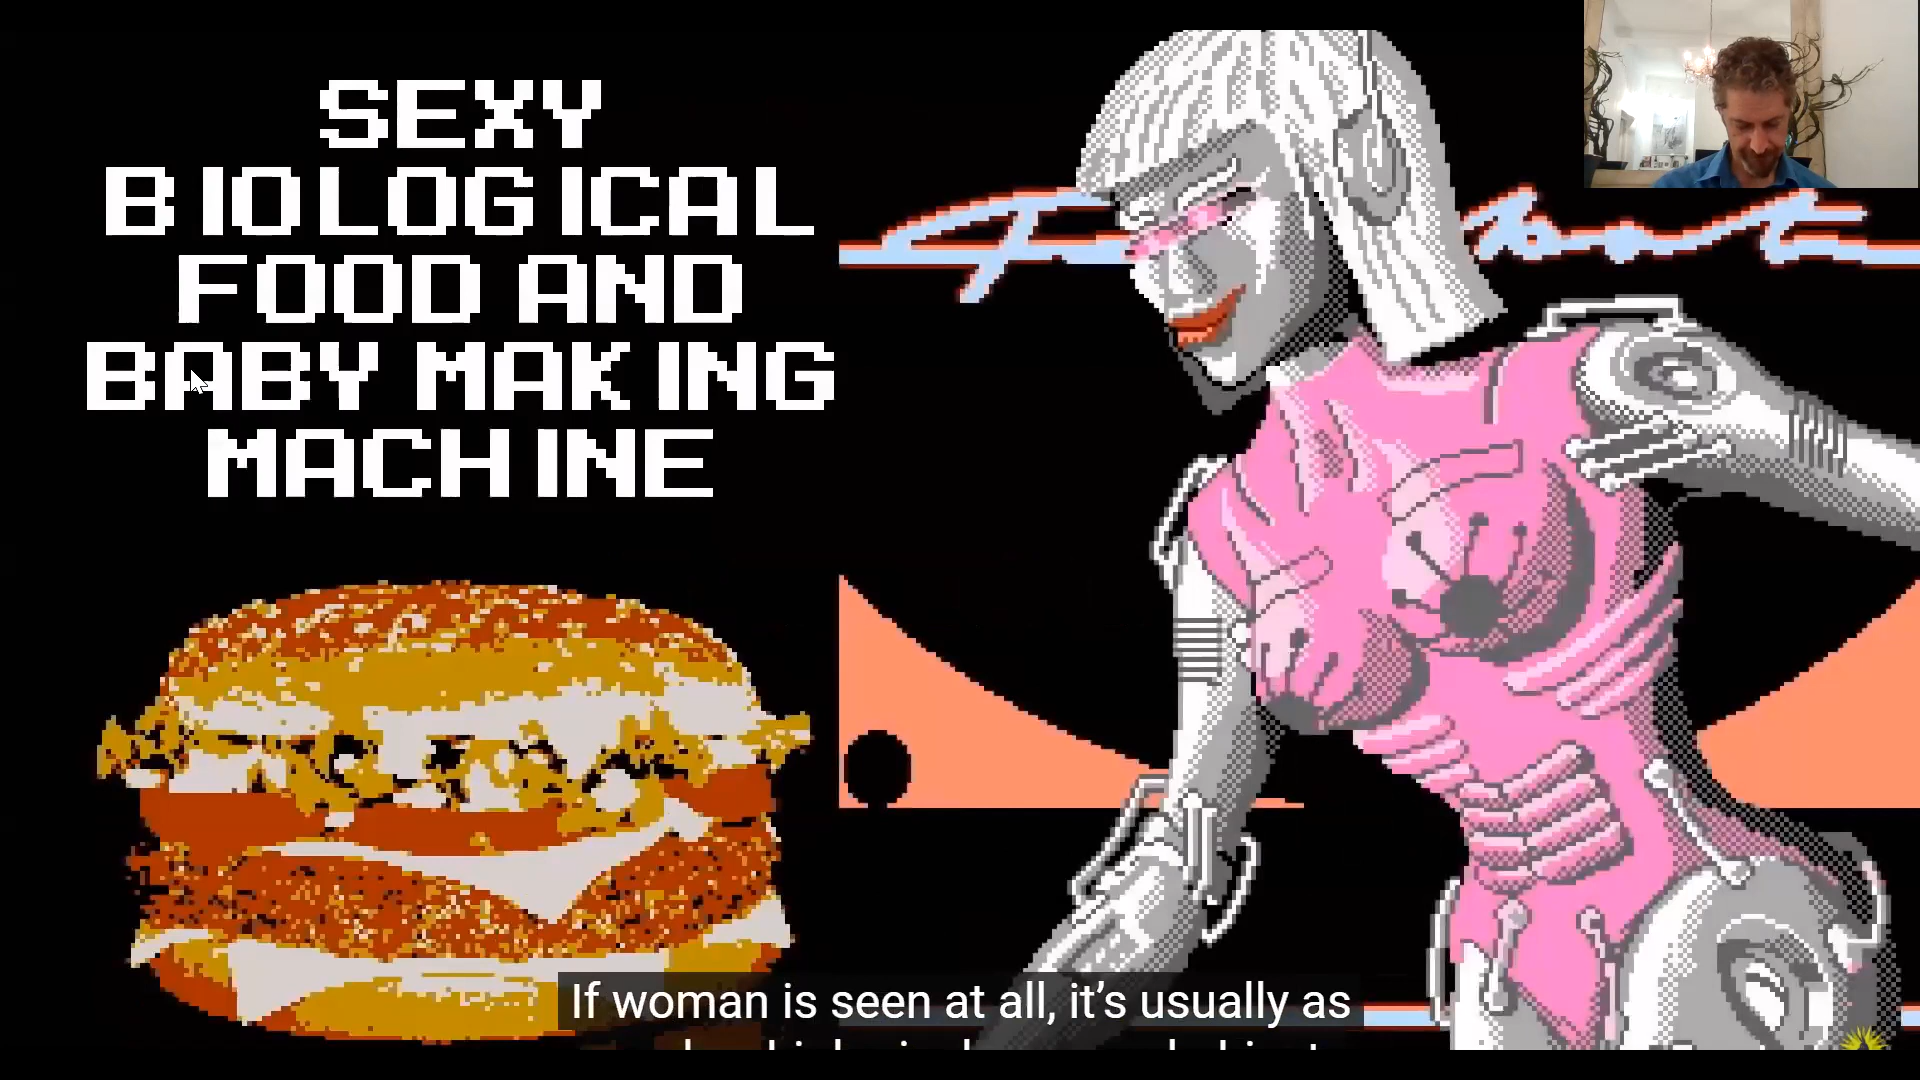 SEXY
BIOLOGICAL
FOOD AND
BABY MAKING
MACHINE
If woman is seen at all, it’s usually as